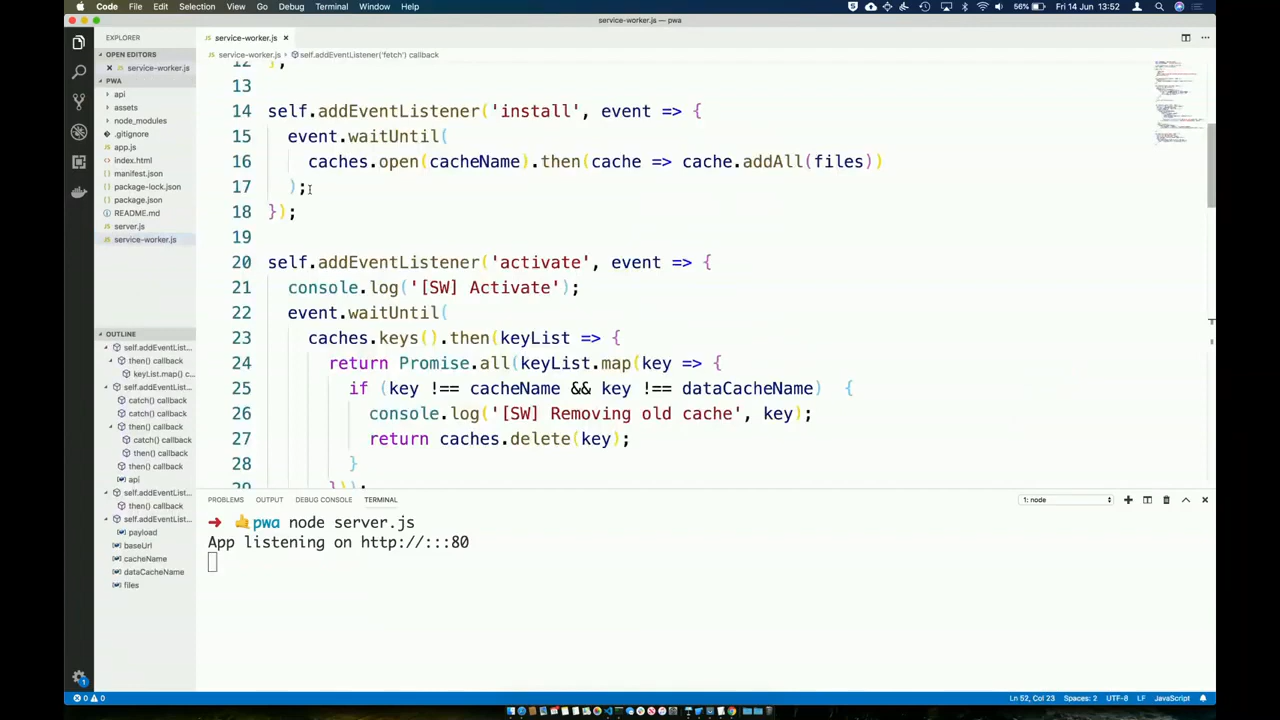 Code File Edit Selection View Go Debug Terminal Window Help
56% Fri 14 Jun 13:52
service-worker.js — pwa
EXPLORER
OPEN EDITORS
service-worker.js
PWA
api
assets
node_modules
.gitignore
app.js
index.html
manifest.json
package-lock.json
package.json
README.md
server.js
service-worker.js
OUTLINE
self.addEventList...
then() callback
keyList.map() c...
self.addEventList...
catch() callback
catch() callback
then() callback
catch() callback
then() callback
then() callback
api
self.addEventList...
then() callback
self.addEventList...
payload
baseUrl
cacheName
dataCacheName
files
service-worker.js
service-worker.js › self.addEventListener('fetch') callback
12 };
13
14 self.addEventListener('install', event => {
15 event.waitUntil(
16 caches.open(cacheName).then(cache => cache.addAll(files))
17 );
18 });
19
20 self.addEventListener('activate', event => {
21 console.log('[SW] Activate');
22 event.waitUntil(
23 caches.keys().then(keyList => {
24 return Promise.all(keyList.map(key => {
25 if (key !== cacheName && key !== dataCacheName) {
26 console.log('[SW] Removing old cache', key);
27 return caches.delete(key);
28 }
29 }));
PROBLEMS OUTPUT DEBUG CONSOLE TERMINAL
1: node
→ 🤙 pwa node server.js
App listening on http://:::80
1
0 0
Ln 52, Col 23 Spaces: 2 UTF-8 LF JavaScript